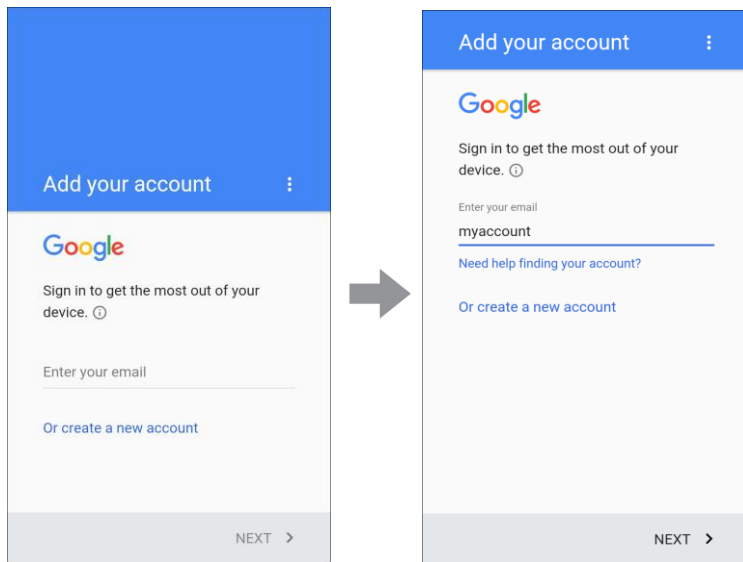 Add your account
Google
Sign in to get the most out of your
device.
Enter your email
Or create a new account
NEXT
Add your account
Google
Sign in to get the most out of your
device.
Enter your email
myaccount
Need help finding your account?
Or create a new account
NEXT